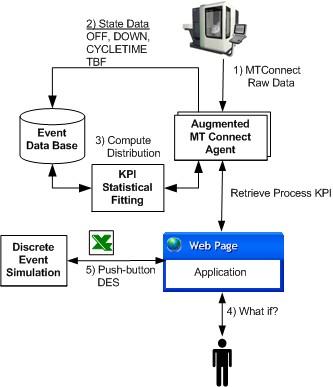 2) State Data
OFF, DOWN,
CYCLETIME
TBF
1) MTConnect
Raw Data
Event
Data Base
3) Compute
Distribution
Augmented
MT Connect
Agent
KPI
Statistical
Fitting
Retrieve Process KPI
Discrete
Event
Simulation
5) Push-button
DES
Web Page
Application
4) What if?